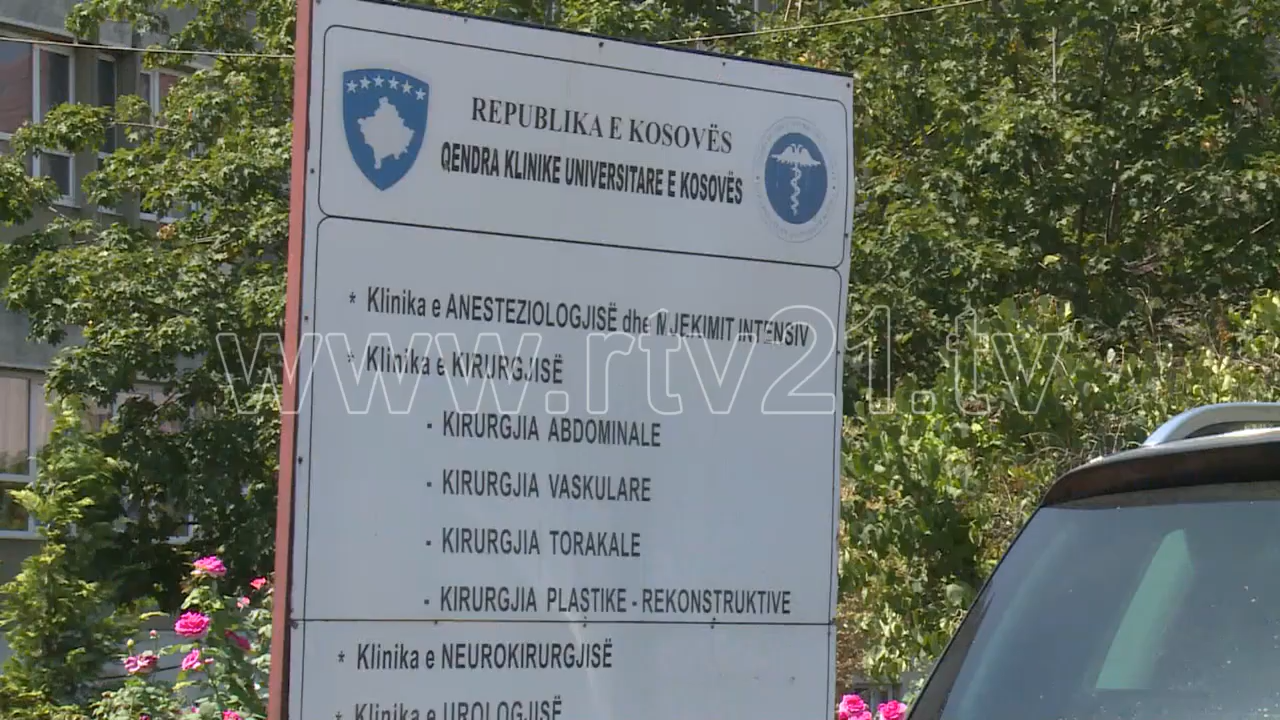 REPUBLIKA E KOSOVËS
QENDRA KLINIKE UNIVERSITARE E KOSOVËS
* Klinika e ANESTEZIOLOGJISË dhe MJEKIMIT INTENSIV
* Klinika e KIRURGJISË
www.rtv21.tv
- KIRURGJIA ABDOMINALE
- KIRURGJIA VASKULARE
- KIRURGJIA TORAKALE
- KIRURGJIA PLASTIKE - REKONSTRUKTIVE
* Klinika e NEUROKIRURGJISË
* Klinika e UROLOGJISË